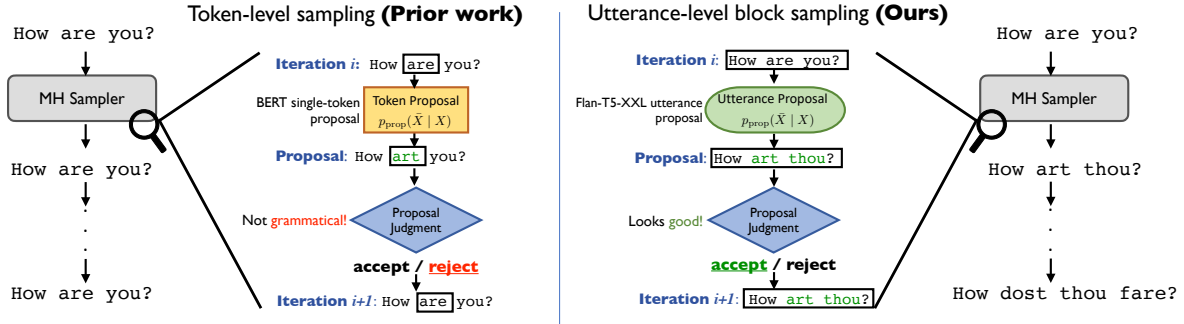 Token-level sampling (Prior work)
How are you?
MH Sampler
How are you?
.
.
.
How are you?
Iteration i: How are you?
BERT single-token
proposal
Token Proposal
p_prop(X̄ | X)
Proposal: How art you?
Not grammatical!
Proposal
Judgment
accept / reject
Iteration i+1: How are you?
Utterance-level block sampling (Ours)
Iteration i: How are you?
Flan-T5-XXL utterance
proposal
Utterance Proposal
p_prop(X̄ | X)
Proposal: How art thou?
Looks good!
Proposal
Judgment
accept / reject
Iteration i+1: How art thou?
How are you?
MH Sampler
How art thou?
.
.
.
How dost thou fare?